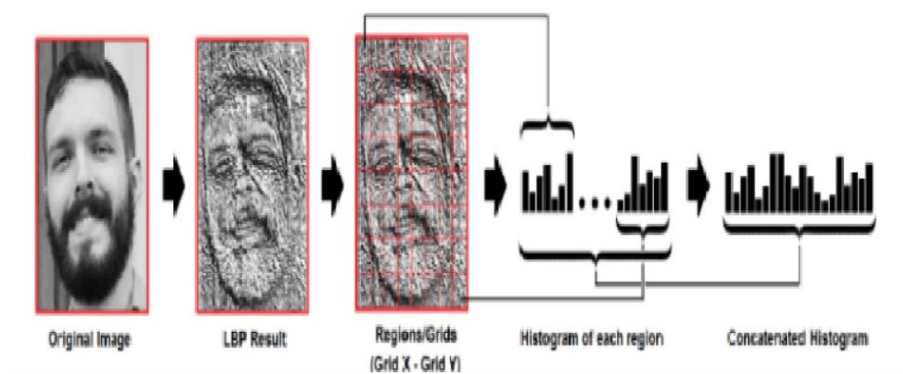 Original Image
LBP Result
Regions/Grids
(Grid X - Grid Y)
Histogram of each region
Concatenated Histogram